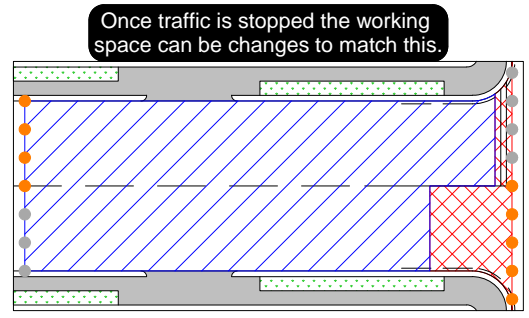 Once traffic is stopped the working
space can be changes to match this.